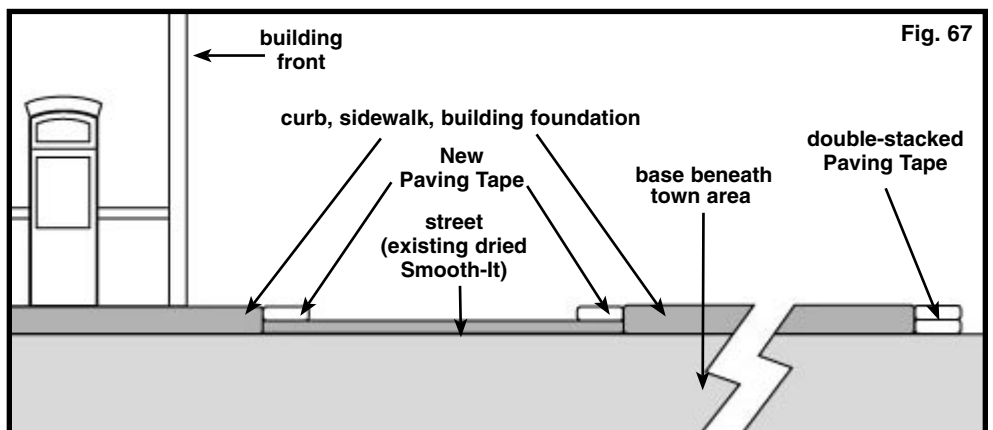 Fig. 67
building
front
curb, sidewalk, building foundation
double-stacked
Paving Tape
New
Paving Tape
base beneath
town area
street
(existing dried
Smooth-It)